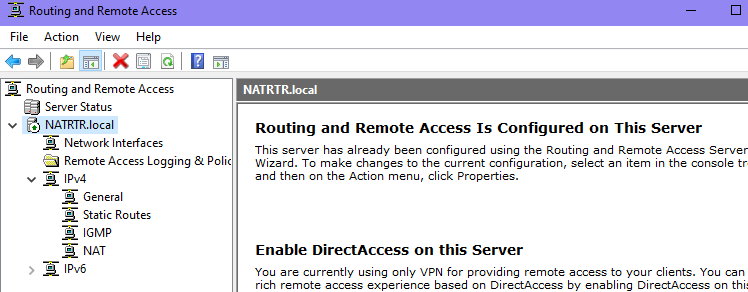 Routing and Remote Access
File Action View Help
Routing and Remote Access
Server Status
NATRTR.local
Network Interfaces
Remote Access Logging & Polic
IPv4
General
Static Routes
IGMP
NAT
IPv6
NATRTR.local
Routing and Remote Access Is Configured on This Server
This server has already been configured using the Routing and Remote Access Server
Wizard. To make changes to the current configuration, select an item in the console tre
and then on the Action menu, click Properties.
Enable DirectAccess on this Server
You are currently using only VPN for providing remote access to your clients. You can
rich remote access experience based on DirectAccess by enabling DirectAccess on this